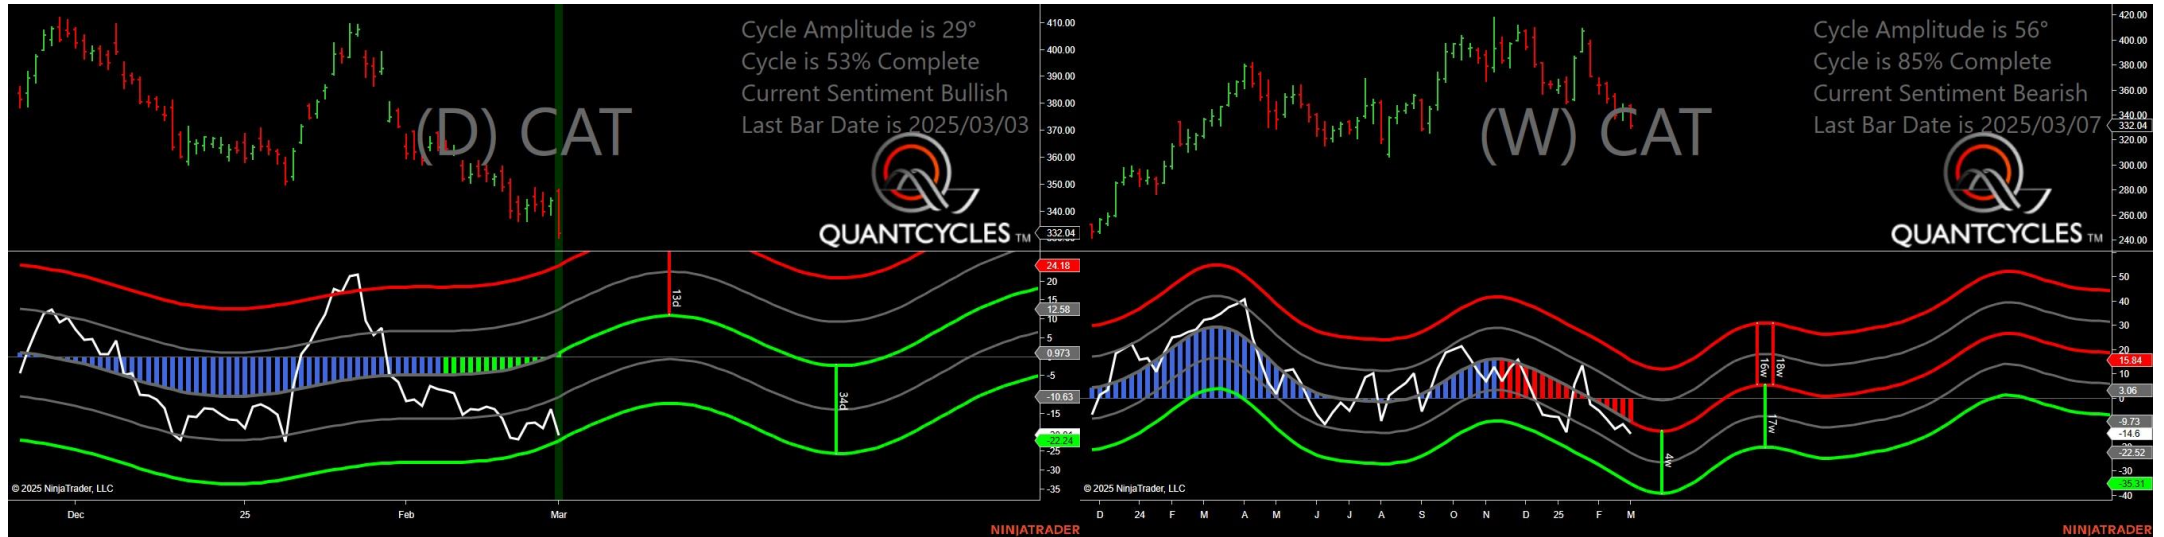 Cycle Amplitude is 29°
Cycle is 53% Complete
Current Sentiment Bullish
Last Bar Date is 2025/03/03
(D) CAT
QUANTCYCLES TM
410.00
400.00
390.00
380.00
370.00
360.00
350.00
340.00
332.04
24.18
20
15
12.58
10
5
0.973
-5
-10.63
-15
-22.24
-25
-30
-35
13d
34d
© 2025 NinjaTrader, LLC
Dec
25
Feb
Mar
NINJATRADER
Cycle Amplitude is 56°
Cycle is 85% Complete
Current Sentiment Bearish
Last Bar Date is 2025/03/07
(W) CAT
QUANTCYCLES TM
420.00
400.00
380.00
360.00
340.00
332.04
320.00
300.00
280.00
260.00
240.00
50
40
30
20
15.84
10
3.06
0
-9.73
-14.6
-22.52
-30
-35.31
-40
16w
18w
17w
4w
© 2025 NinjaTrader, LLC
D
24
F
M
A
M
J
J
A
S
O
N
D
25
F
M
NINJATRADER